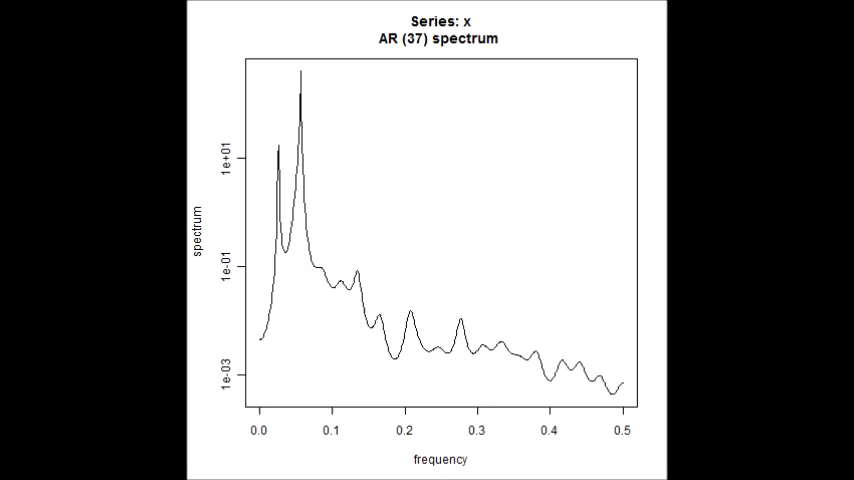 Series: x
AR (37) spectrum
spectrum
1e+01
1e-01
1e-03
0.0 0.1 0.2 0.3 0.4 0.5
frequency